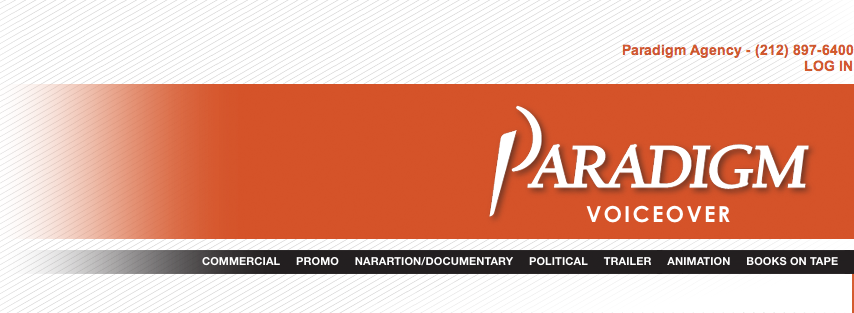 Paradigm Agency - (212) 897-6400
LOG IN
PARADIGM
VOICEOVER
COMMERCIAL PROMO NARARTION/DOCUMENTARY POLITICAL TRAILER ANIMATION BOOKS ON TAPE